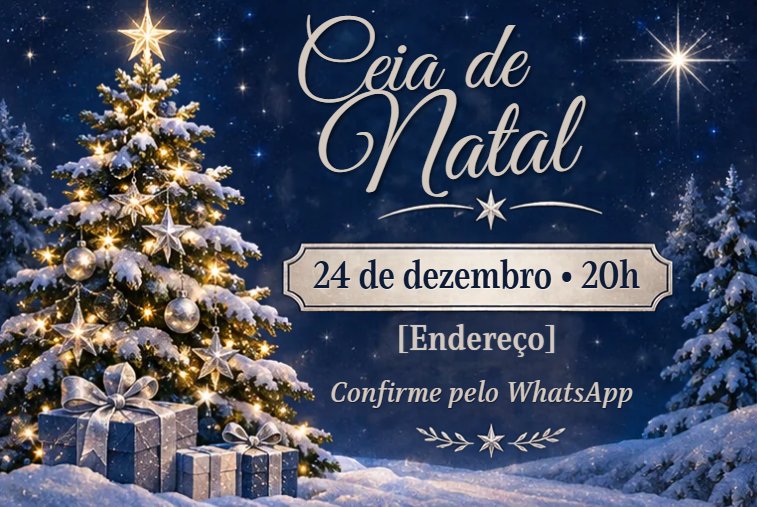 Ceia de
Natal
24 de dezembro • 20h
[Endereço]
Confirme pelo WhatsApp